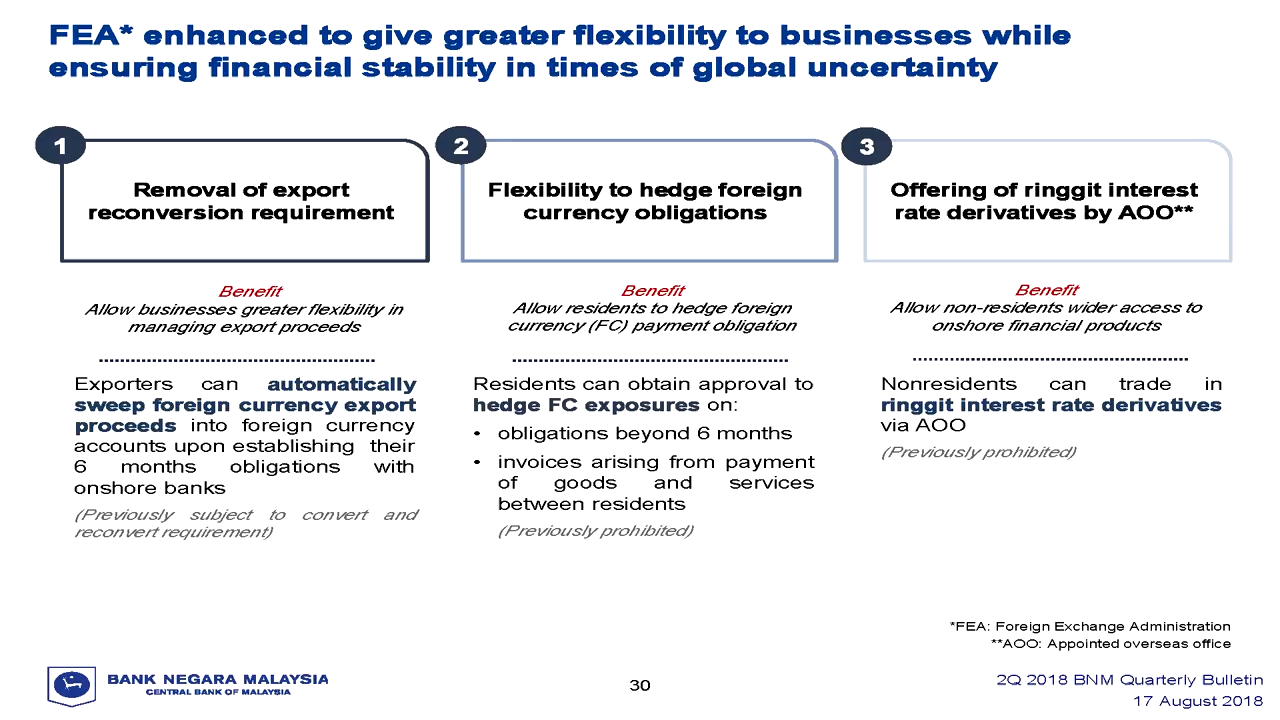 FEA* enhanced to give greater flexibility to businesses while
ensuring financial stability in times of global uncertainty
1
Removal of export
reconversion requirement
Benefit
Allow businesses greater flexibility in
managing export proceeds
Exporters can automatically
sweep foreign currency export
proceeds into foreign currency
accounts upon establishing their
6 months obligations with
onshore banks
(Previously subject to convert and
reconvert requirement)
2
Flexibility to hedge foreign
currency obligations
Benefit
Allow residents to hedge foreign
currency (FC) payment obligation
Residents can obtain approval to
hedge FC exposures on:
• obligations beyond 6 months
• invoices arising from payment
of goods and services
between residents
(Previously prohibited)
3
Offering of ringgit interest
rate derivatives by AOO**
Benefit
Allow non-residents wider access to
onshore financial products
Nonresidents can trade in
ringgit interest rate derivatives
via AOO
(Previously prohibited)
*FEA: Foreign Exchange Administration
**AOO: Appointed overseas office
BANK NEGARA MALAYSIA
CENTRAL BANK OF MALAYSIA
30
2Q 2018 BNM Quarterly Bulletin
17 August 2018